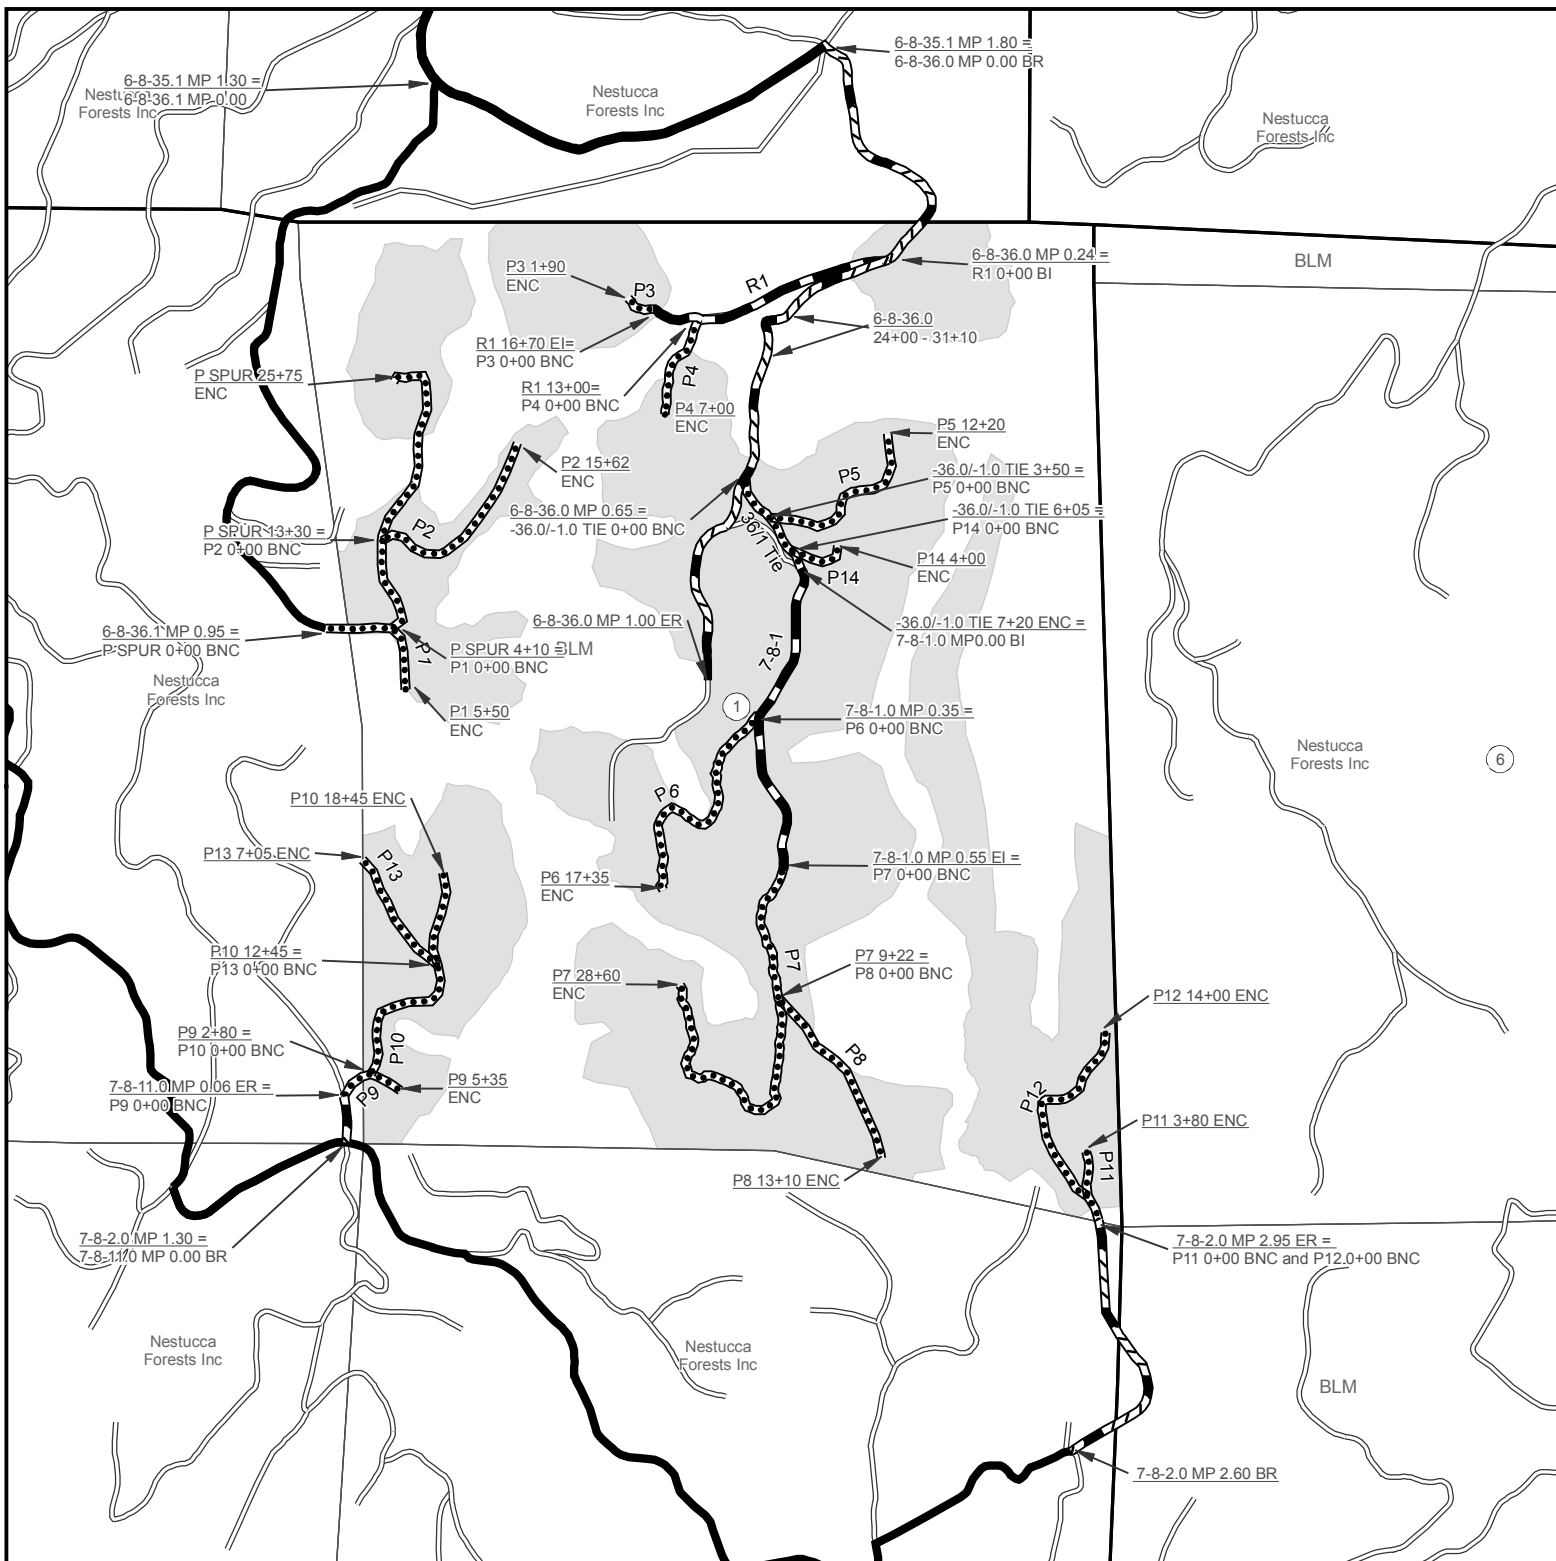 6-8-35.1 MP 1.80 =
6-8-36.0 MP 0.00 BR
6-8-35.1 MP 1.30 =
6-8-36.1 MP 0.00
Nestucca
Forests Inc
Nestucca
Forests Inc
Nestucca
Forests Inc
6-8-36.0 MP 0.24 =
R1 0+00 BI
BLM
P3 1+90
ENC
P3
R1
6-8-36.0
24+00 - 31+10
R1 16+70 EI=
P3 0+00 BNC
P SPUR 25+75
ENC
R1 13+00=
P4 0+00 BNC
P4
P4 7+00
ENC
P5 12+20
ENC
P2 15+62
ENC
P5
-36.0/-1.0 TIE 3+50 =
P5 0+00 BNC
6-8-36.0 MP 0.65 =
-36.0/-1.0 TIE 0+00 BNC
-36.0/-1.0 TIE 6+05 =
P14 0+00 BNC
P SPUR 13+30 =
P2 0+00 BNC
P2
36/1 Tie
P14 4+00
ENC
P14
6-8-36.0 MP 1.00 ER
-36.0/-1.0 TIE 7+20 ENC =
7-8-1.0 MP0.00 BI
6-8-36.1 MP 0.95 =
P SPUR 0+00 BNC
P1
P SPUR 4+10 =
P1 0+00 BNC
BLM
7-8-1
Nestucca
Forests Inc
P1 5+50
ENC
1
7-8-1.0 MP 0.35 =
P6 0+00 BNC
Nestucca
Forests Inc
6
P10 18+45 ENC
P6
P13 7+05 ENC
P13
P6 17+35
ENC
7-8-1.0 MP 0.55 EI =
P7 0+00 BNC
P10 12+45 =
P13 0+00 BNC
P7 28+60
ENC
P7
P7 9+22 =
P8 0+00 BNC
P12 14+00 ENC
P9 2+80 =
P10 0+00 BNC
P10
P8
7-8-11.0 MP 0.06 ER =
P9 0+00 BNC
P9
P9 5+35
ENC
P12
P11 3+80 ENC
P11
P8 13+10 ENC
7-8-2.0 MP 1.30 =
7-8-11.0 MP 0.00 BR
7-8-2.0 MP 2.95 ER =
P11 0+00 BNC and P12 0+00 BNC
Nestucca
Forests Inc
Nestucca
Forests Inc
BLM
7-8-2.0 MP 2.60 BR